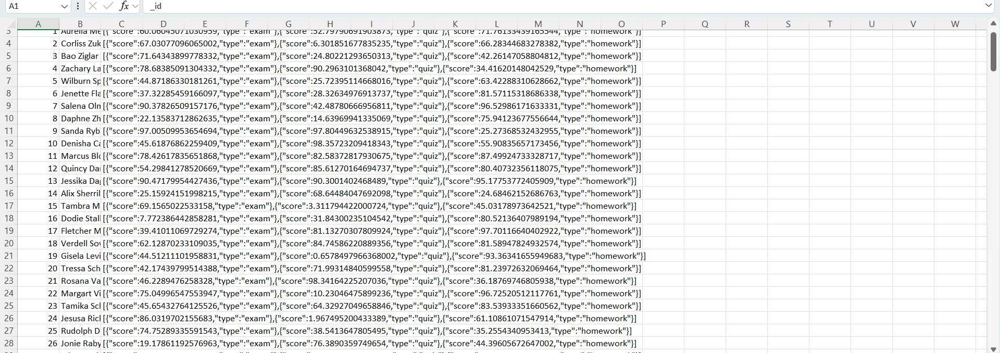 A1 fx _id
A B C D E F G H I J K L M N O P Q R S T U V W
3 1 Aurelia Me [{"score":60.06045071030959,"type":"exam"},{"score":52.79790691903873,"type":"quiz"},{"score":71.76133439165544,"type":"homework"}]
4 2 Corliss Zuk [{"score":67.03077096065002,"type":"exam"},{"score":6.301851677835235,"type":"quiz"},{"score":66.28344683278382,"type":"homework"}]
5 3 Bao Ziglar [{"score":71.64343899778332,"type":"exam"},{"score":24.80221293650313,"type":"quiz"},{"score":42.26147058804812,"type":"homework"}]
6 4 Zachary La [{"score":78.68385091304332,"type":"exam"},{"score":90.2963101368042,"type":"quiz"},{"score":34.41620148042529,"type":"homework"}]
7 5 Wilburn Sp [{"score":44.87186330181261,"type":"exam"},{"score":25.72395114668016,"type":"quiz"},{"score":63.42288310628662,"type":"homework"}]
8 6 Jenette Fla [{"score":37.32285459166097,"type":"exam"},{"score":28.32634976913737,"type":"quiz"},{"score":81.57115318686338,"type":"homework"}]
9 7 Salena Oln [{"score":90.37826509157176,"type":"exam"},{"score":42.48780666956811,"type":"quiz"},{"score":96.52986171633331,"type":"homework"}]
10 8 Daphne Zh [{"score":22.13583712862635,"type":"exam"},{"score":14.63969941335069,"type":"quiz"},{"score":75.94123677556644,"type":"homework"}]
11 9 Sanda Ryb [{"score":97.00509953654694,"type":"exam"},{"score":97.80449632538915,"type":"quiz"},{"score":25.27368532432955,"type":"homework"}]
12 10 Denisha Ca [{"score":45.61876862259409,"type":"exam"},{"score":98.35723209418343,"type":"quiz"},{"score":55.90835657173456,"type":"homework"}]
13 11 Marcus Blo [{"score":78.42617835651868,"type":"exam"},{"score":82.58372817930675,"type":"quiz"},{"score":87.49924733328717,"type":"homework"}]
14 12 Quincy Dan [{"score":54.29841278520669,"type":"exam"},{"score":85.61270164694737,"type":"quiz"},{"score":80.40732356118075,"type":"homework"}]
15 13 Jessika Dag [{"score":90.47179954427436,"type":"exam"},{"score":90.3001402468489,"type":"quiz"},{"score":95.17753772405909,"type":"homework"}]
16 14 Alix Sherril [{"score":25.15924151998215,"type":"exam"},{"score":68.64484047692098,"type":"quiz"},{"score":24.68462152686763,"type":"homework"}]
17 15 Tambra M [{"score":69.1565022533158,"type":"exam"},{"score":3.311794422000724,"type":"quiz"},{"score":45.03178973642521,"type":"homework"}]
18 16 Dodie Stal [{"score":7.772386442858281,"type":"exam"},{"score":31.84300235104542,"type":"quiz"},{"score":80.52136407989194,"type":"homework"}]
19 17 Fletcher M [{"score":39.41011069729274,"type":"exam"},{"score":81.13270307809924,"type":"quiz"},{"score":97.70116640402922,"type":"homework"}]
20 18 Verdell Sov [{"score":62.12870233109035,"type":"exam"},{"score":84.74586220889356,"type":"quiz"},{"score":81.58947824932574,"type":"homework"}]
21 19 Gisela Levi [{"score":44.51211101958831,"type":"exam"},{"score":0.6578497966368002,"type":"quiz"},{"score":93.36341655949683,"type":"homework"}]
22 20 Tressa Sch [{"score":42.17439799514388,"type":"exam"},{"score":71.99314840599558,"type":"quiz"},{"score":81.23972632069464,"type":"homework"}]
23 21 Rosana Va [{"score":46.2289476258328,"type":"exam"},{"score":98.34164225207036,"type":"quiz"},{"score":36.18769746805938,"type":"homework"}]
24 22 Margart Vi [{"score":75.04996547553947,"type":"exam"},{"score":10.23046475899236,"type":"quiz"},{"score":96.72520512117761,"type":"homework"}]
25 23 Tamika Scl [{"score":45.65432764125526,"type":"exam"},{"score":64.32927049658846,"type":"quiz"},{"score":83.53933351660562,"type":"homework"}]
26 24 Jesusa Ricl [{"score":86.0319702155683,"type":"exam"},{"score":1.967495200433389,"type":"quiz"},{"score":61.10861071547914,"type":"homework"}]
27 25 Rudolph D [{"score":74.75289335591543,"type":"exam"},{"score":38.5413647805495,"type":"quiz"},{"score":35.2554340953413,"type":"homework"}]
28 26 Jonie Raby [{"score":19.17861192576963,"type":"exam"},{"score":76.3890359749654,"type":"quiz"},{"score":44.39605672647002,"type":"homework"}]